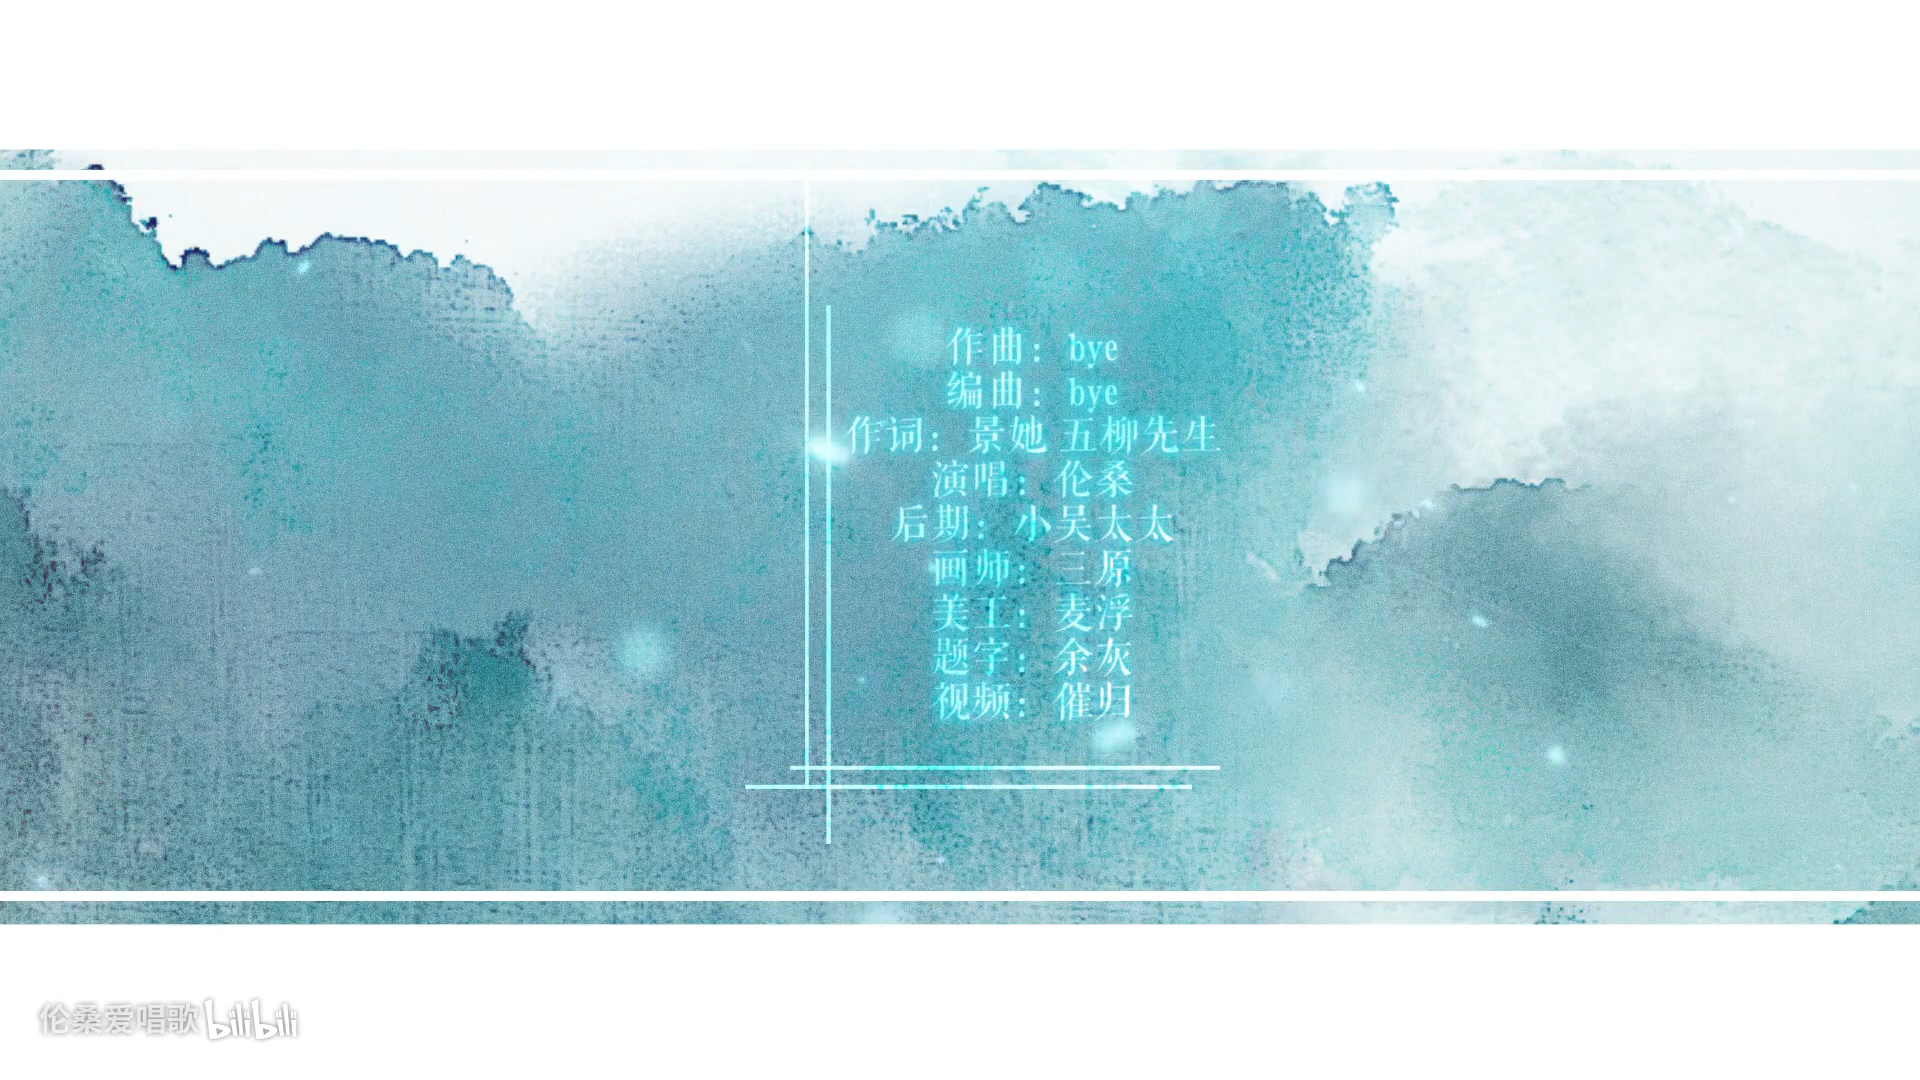 作曲：bye
编曲：bye
作词：景她 五柳先生
演唱：伦桑
后期：小吴太太
画师：三原
美工：麦浮
题字：余灰
视频：催归
伦桑爱唱歌 bilibili